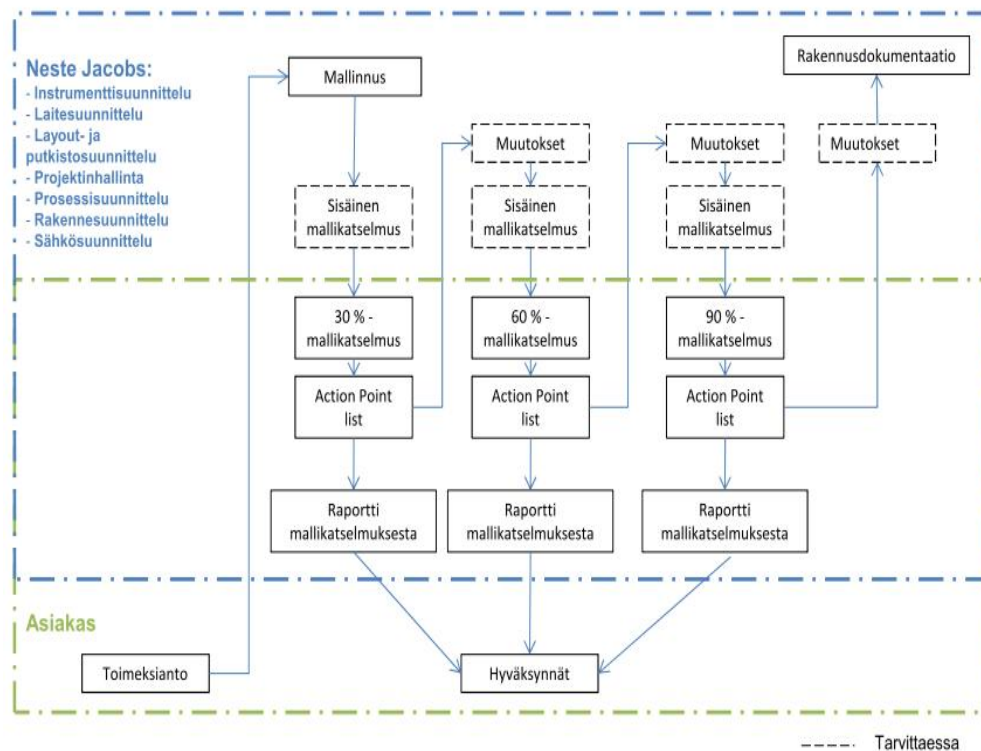 Neste Jacobs:
- Instrumenttisuunnittelu
- Laitesuunnittelu
- Layout- ja
putkistosuunnittelu
- Projektinhallinta
- Prosessisuunnittelu
- Rakennesuunnittelu
- Sähkösuunnittelu
Mallinnus
Rakennusdokumentaatio
Muutokset
Muutokset
Muutokset
Sisäinen
mallikatselmus
Sisäinen
mallikatselmus
Sisäinen
mallikatselmus
30 % -
mallikatselmus
60 % -
mallikatselmus
90 % -
mallikatselmus
Action Point
list
Action Point
list
Action Point
list
Raportti
mallikatselmuksesta
Raportti
mallikatselmuksesta
Raportti
mallikatselmuksesta
Asiakas
Toimeksianto
Hyväksynnät
Tarvittaessa